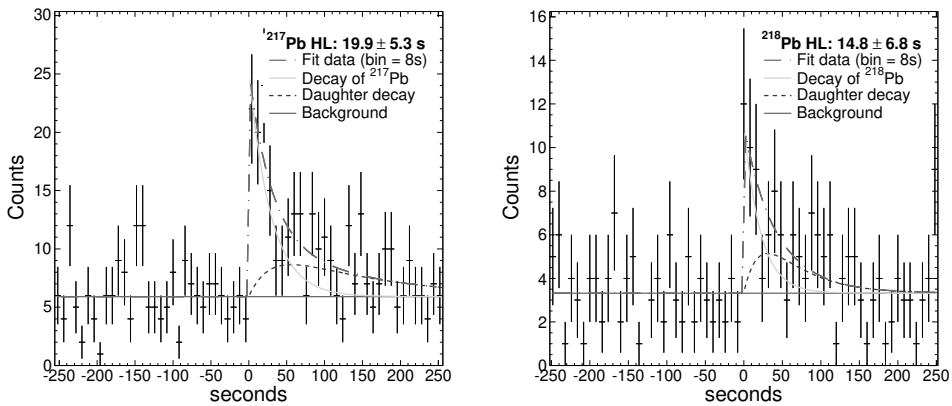 30
25
20
15
10
5
0
Counts
²¹⁷Pb HL: 19.9 ± 5.3 s
Fit data (bin = 8s)
Decay of ²¹⁷Pb
Daughter decay
Background
-250 -200 -150 -100 -50 0 50 100 150 200 250
seconds
16
14
12
10
8
6
4
2
0
Counts
²¹⁸Pb HL: 14.8 ± 6.8 s
Fit data (bin = 8s)
Decay of ²¹⁸Pb
Daughter decay
Background
-250 -200 -150 -100 -50 0 50 100 150 200 250
seconds